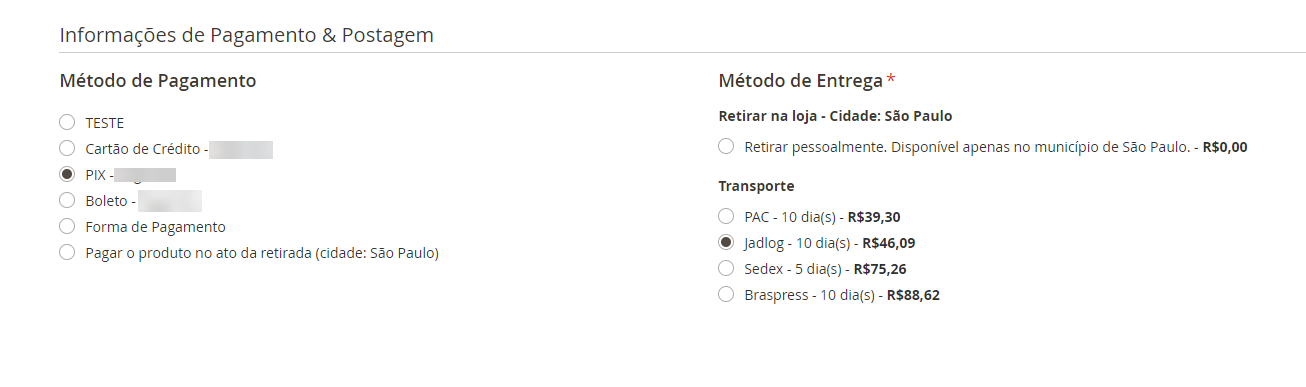 Informações de Pagamento & Postagem
Método de Pagamento
TESTE
Cartão de Crédito -
PIX -
Boleto -
Forma de Pagamento
Pagar o produto no ato da retirada (cidade: São Paulo)
Método de Entrega *
Retirar na loja - Cidade: São Paulo
Retirar pessoalmente. Disponível apenas no município de São Paulo. - R$0,00
Transporte
PAC - 10 dia(s) - R$39,30
Jadlog - 10 dia(s) - R$46,09
Sedex - 5 dia(s) - R$75,26
Braspress - 10 dia(s) - R$88,62